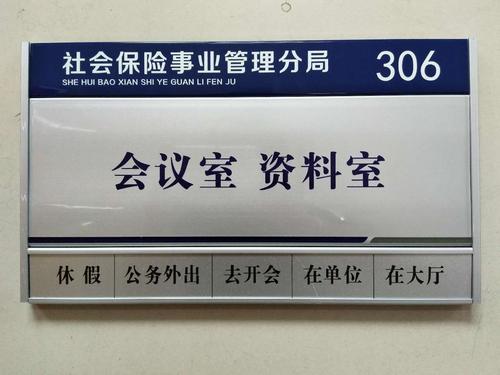 社会保险事业管理分局 306
SHE HUI BAO XIAN SHI YE GUAN LI FEN JU
会议室 资料室
休假 公务外出 去开会 在单位 在大厅